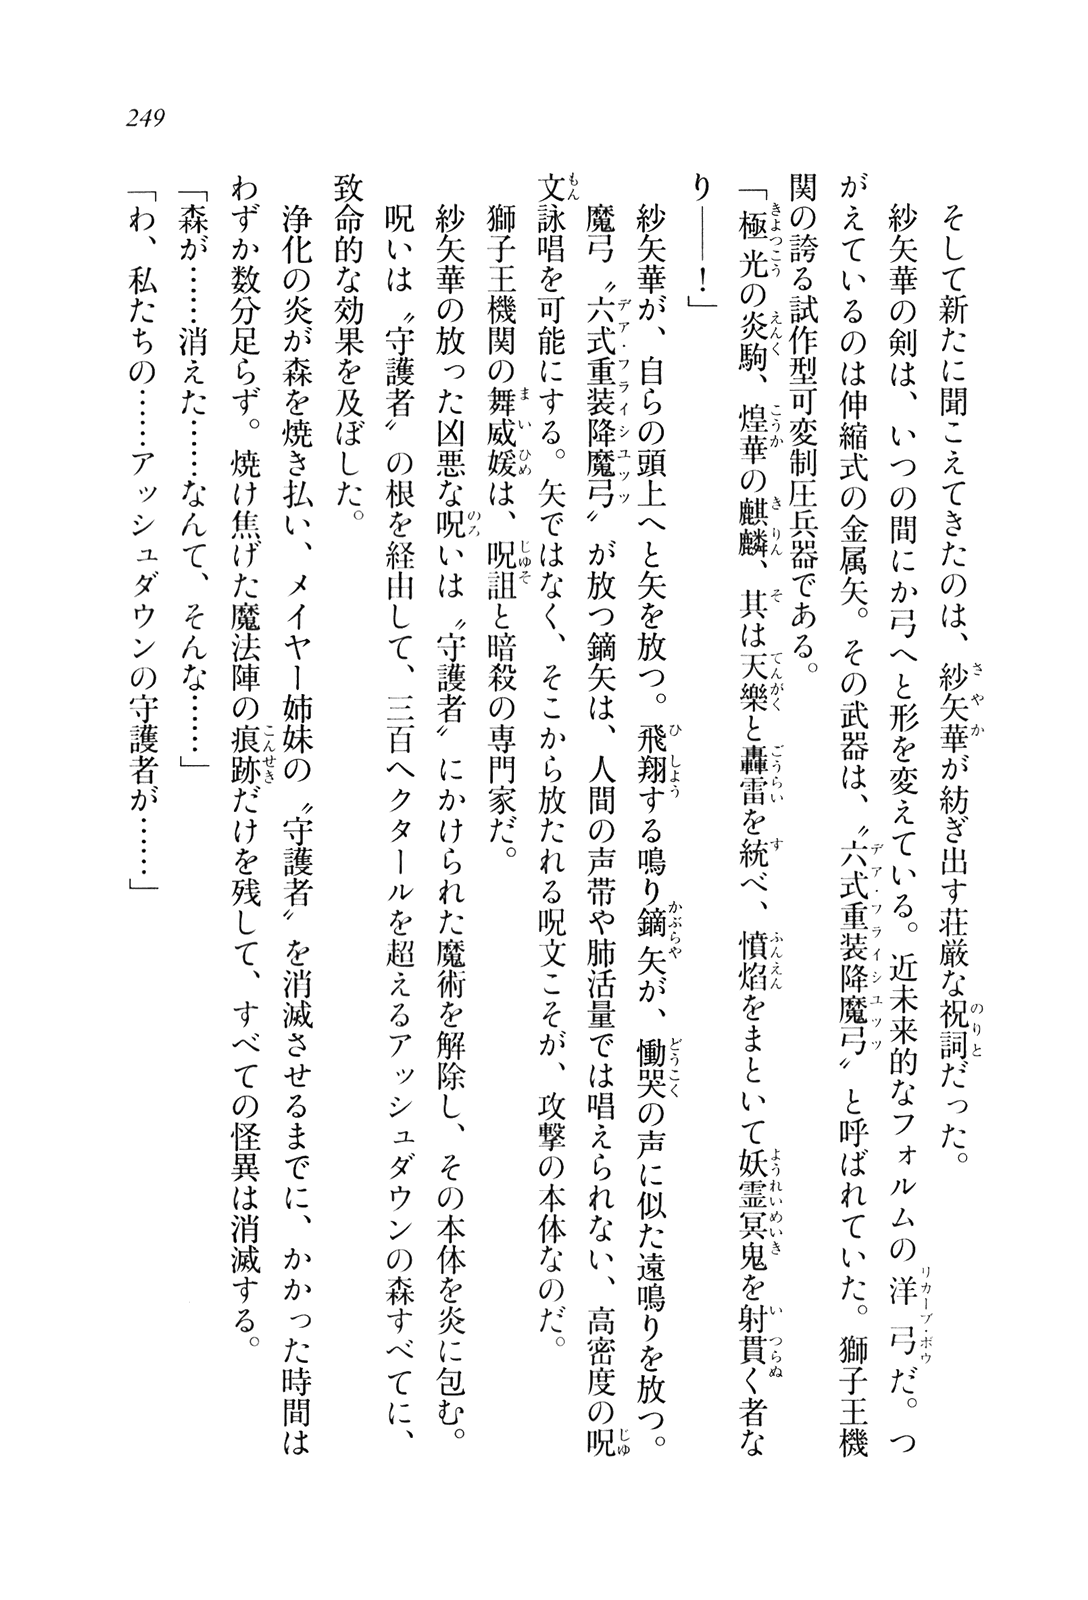 249
そして新たに聞こえてきたのは、紗矢華が紡ぎ出す荘厳な祝詞だった。
紗矢華の剣は、いつの間にか弓へと形を変えている。近未来的なフォルムの洋弓だ。つ
がえているのは伸縮式の金属矢。その武器は、〝六式重装降魔弓〟と呼ばれていた。獅子王機
関の誇る試作型可変制圧兵器である。
「極光の炎駒、煌華の麒麟、其は天樂と轟雷を統べ、憤焰をまといて妖霊冥鬼を射貫く者な
り――！」
紗矢華が、自らの頭上へと矢を放つ。飛翔する鳴り鏑矢が、慟哭の声に似た遠鳴りを放つ。
魔弓〝六式重装降魔弓〟が放つ鏑矢は、人間の声帯や肺活量では唱えられない、高密度の呪
文詠唱を可能にする。矢ではなく、そこから放たれる呪文こそが、攻撃の本体なのだ。
獅子王機関の舞威媛は、呪詛と暗殺の専門家だ。
紗矢華の放った凶悪な呪いは〝守護者〟にかけられた魔術を解除し、その本体を炎に包む。
呪いは〝守護者〟の根を経由して、三百ヘクタールを超えるアッシュダウンの森すべてに、
致命的な効果を及ぼした。
浄化の炎が森を焼き払い、メイヤー姉妹の〝守護者〟を消滅させるまでに、かかった時間は
わずか数分足らず。焼け焦げた魔法陣の痕跡だけを残して、すべての怪異は消滅する。
「森が……消えた……なんて、そんな……」
「わ、私たちの……アッシュダウンの守護者が……」